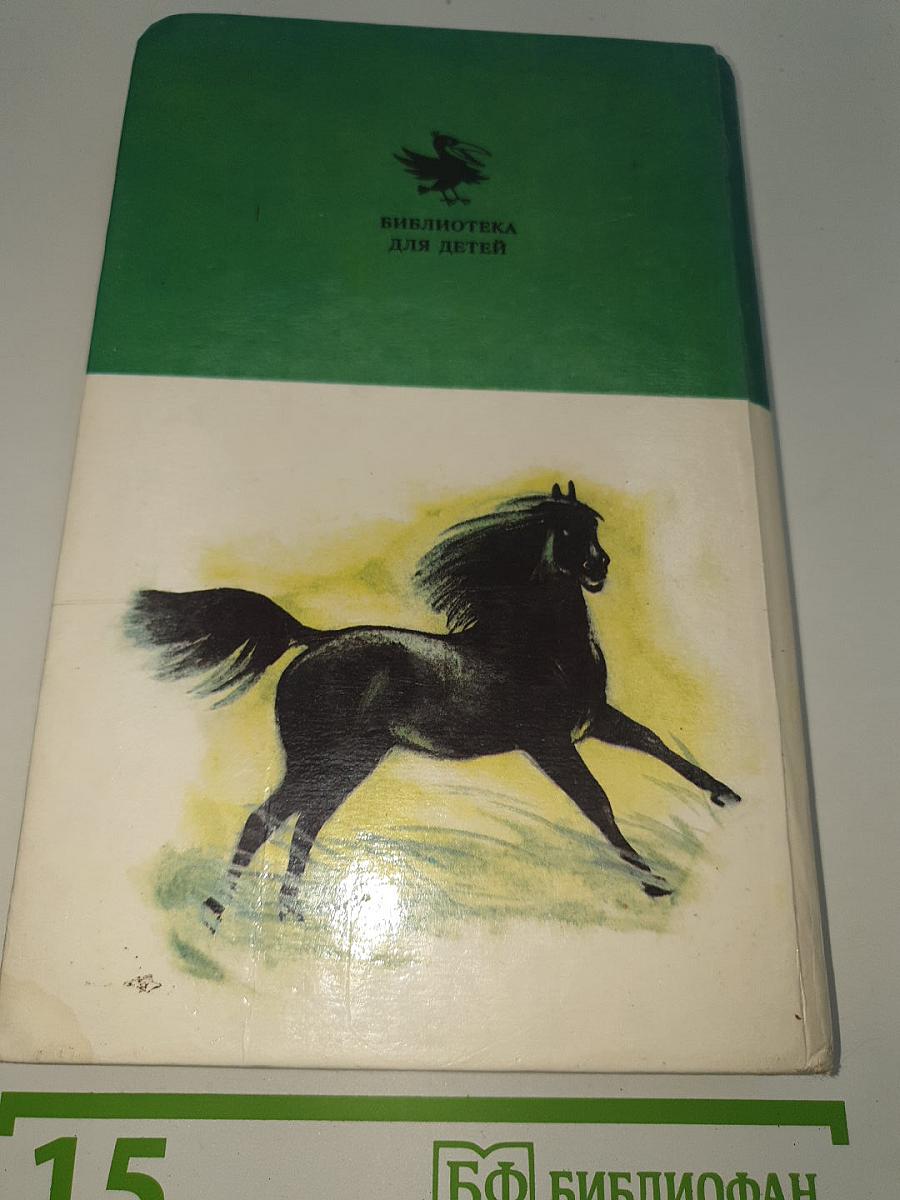 БИБЛИОТЕКА
ДЛЯ ДЕТЕЙ
15
БФ БИБЛИОФАН